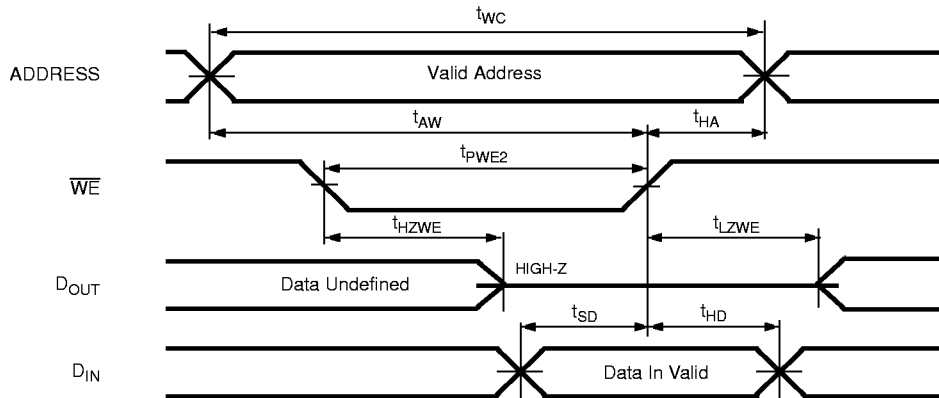 tWC
ADDRESS
Valid Address
tAW
tHA
tPWE2
WE
tHZWE
tLZWE
DOUT
Data Undefined
HIGH-Z
tSD
tHD
DIN
Data In Valid